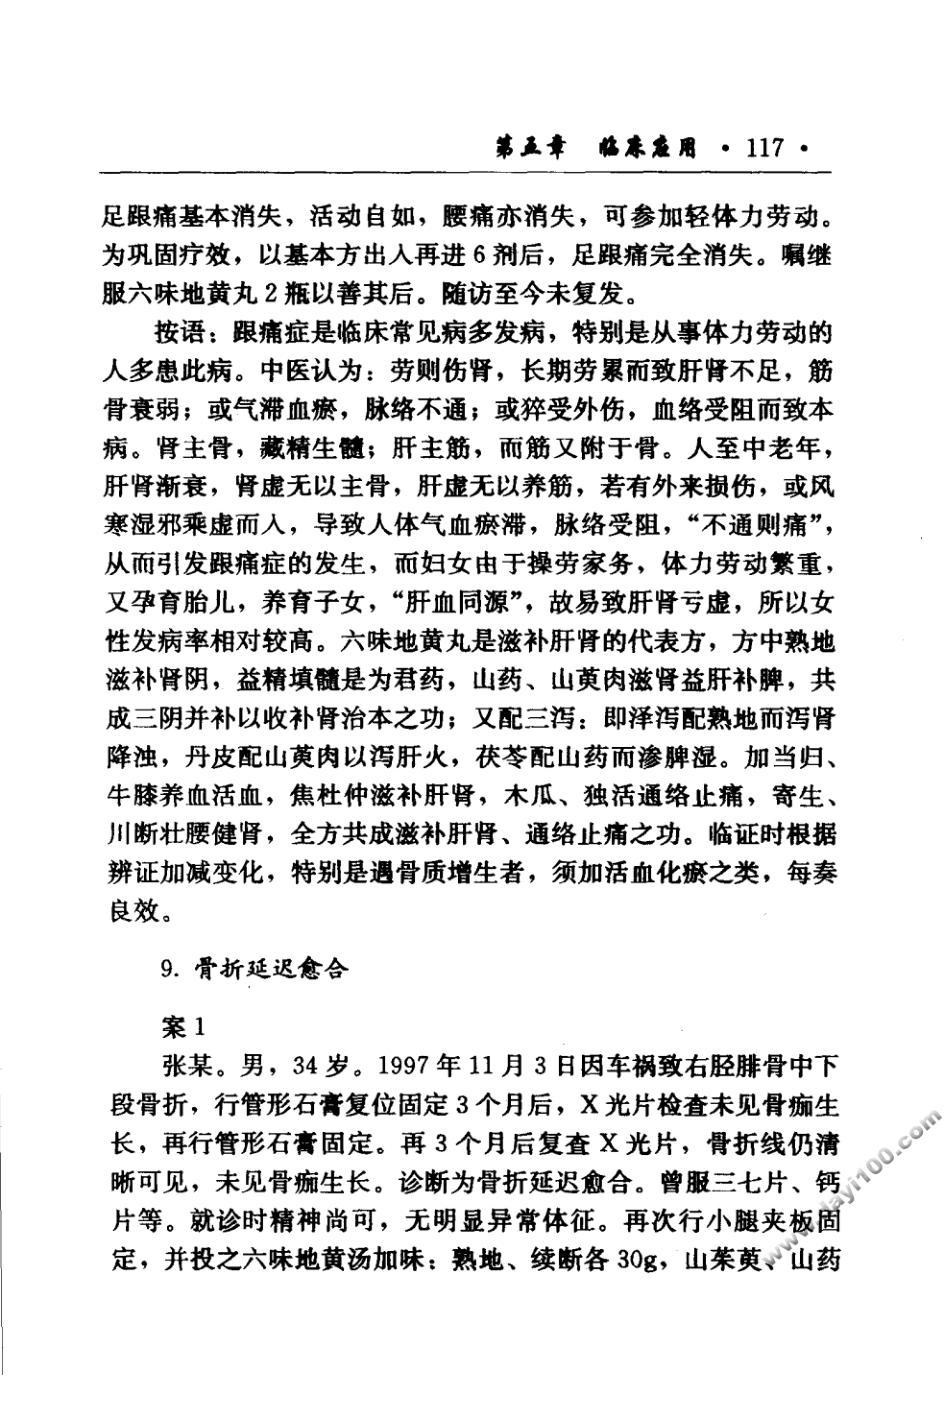 第五章 临床应用 · 117 ·
足跟痛基本消失，活动自如，腰痛亦消失，可参加轻体力劳动。
为巩固疗效，以基本方出入再进 6 剂后，足跟痛完全消失。嘱继
服六味地黄丸 2 瓶以善其后。随访至今未复发。
按语：跟痛症是临床常见病多发病，特别是从事体力劳动的
人多患此病。中医认为：劳则伤肾，长期劳累而致肝肾不足，筋
骨衰弱；或气滞血瘀，脉络不通；或猝受外伤，血络受阻而致本
病。肾主骨，藏精生髓；肝主筋，而筋又附于骨。人至中老年，
肝肾渐衰，肾虚无以主骨，肝虚无以养筋，若有外来损伤，或风
寒湿邪乘虚而入，导致人体气血瘀滞，脉络受阻，“不通则痛”，
从而引发跟痛症的发生，而妇女由于操劳家务，体力劳动繁重，
又孕育胎儿，养育子女，“肝血同源”，故易致肝肾亏虚，所以女
性发病率相对较高。六味地黄丸是滋补肝肾的代表方，方中熟地
滋补肾阴，益精填髓是为君药，山药、山萸肉滋肾益肝补脾，共
成三阴并补以收补肾治本之功；又配三泻：即泽泻配熟地而泻肾
降浊，丹皮配山萸肉以泻肝火，茯苓配山药而渗脾湿。加当归、
牛膝养血活血，焦杜仲滋补肝肾，木瓜、独活通络止痛，寄生、
川断壮腰健肾，全方共成滋补肝肾、通络止痛之功。临证时根据
辨证加减变化，特别是遇骨质增生者，须加活血化瘀之类，每奏
良效。
9. 骨折延迟愈合
案 1
张某。男，34 岁。1997 年 11 月 3 日因车祸致右胫腓骨中下
段骨折，行管形石膏复位固定 3 个月后，X 光片检查未见骨痂生
长，再行管形石膏固定。再 3 个月后复查 X 光片，骨折线仍清
晰可见，未见骨痂生长。诊断为骨折延迟愈合。曾服三七片、钙
片等。就诊时精神尚可，无明显异常体征。再次行小腿夹板固
定，并投之六味地黄汤加味：熟地、续断各 30g，山茱萸、山药
www.dayi100.com